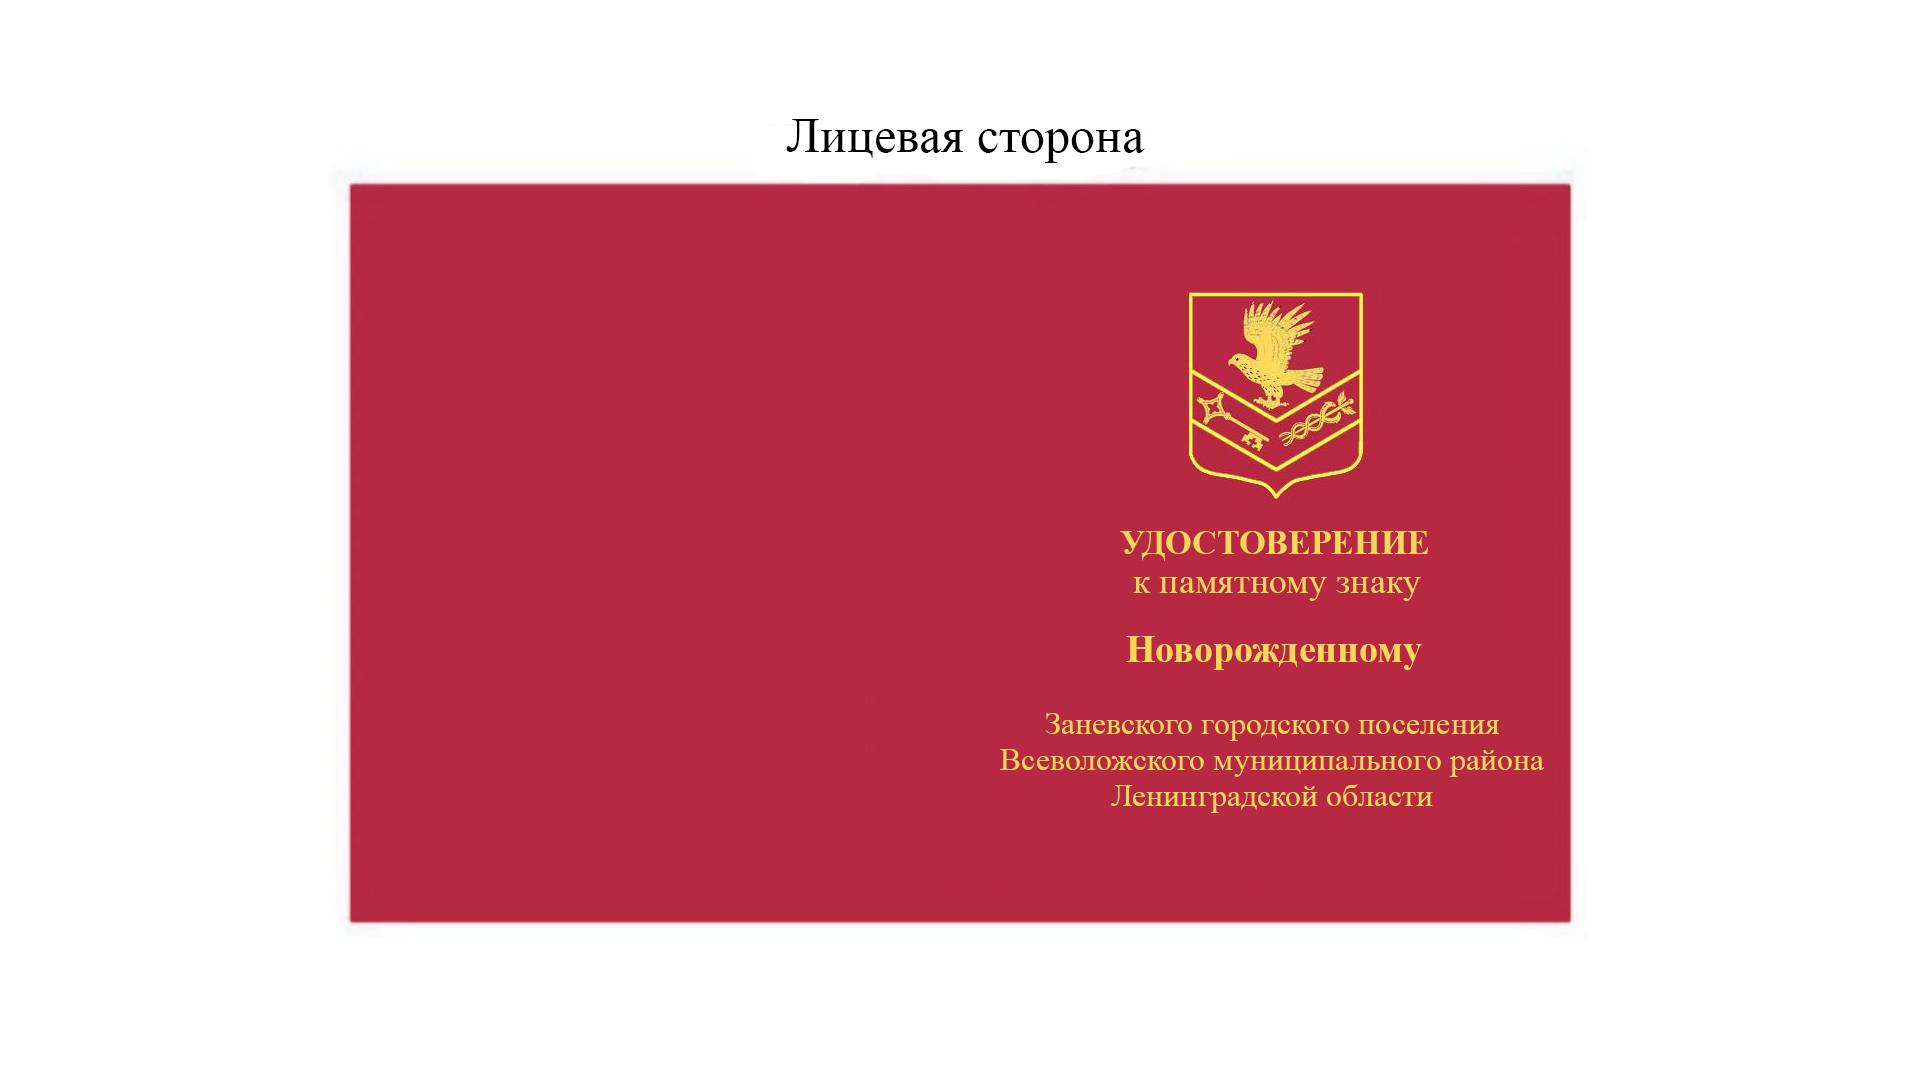 Лицевая сторона
УДОСТОВЕРЕНИЕ
к памятному знаку
Новорожденному
Заневского городского поселения
Всеволожского муниципального района
Ленинградской области